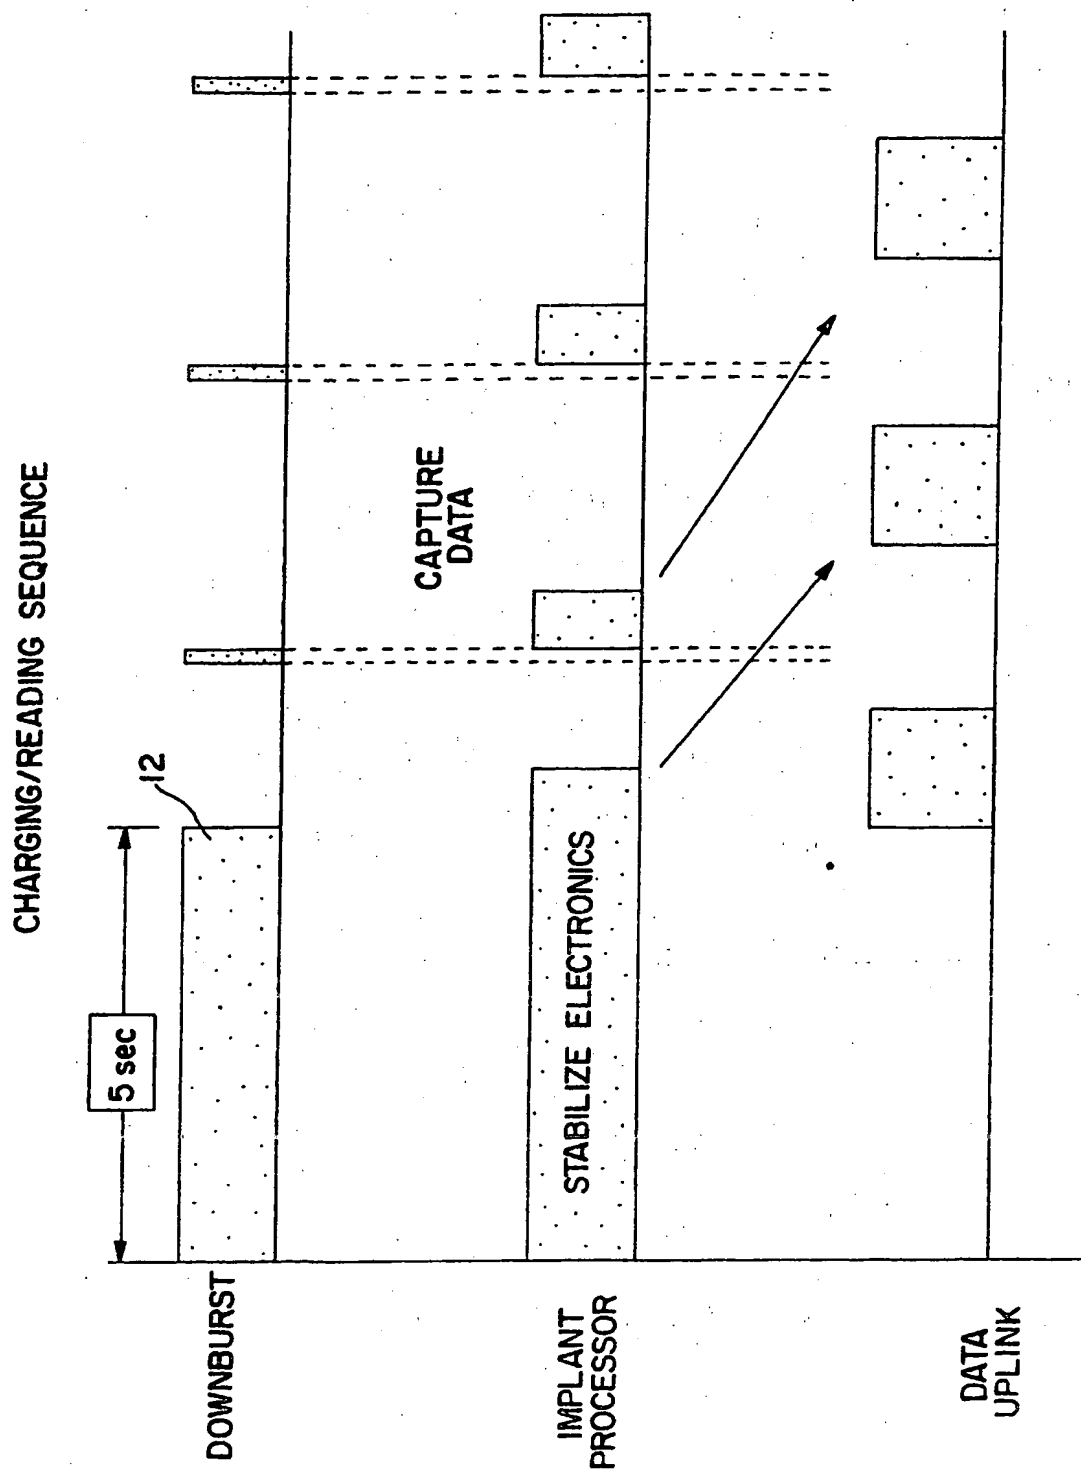 CHARGING/READING SEQUENCE
5 sec
12
DOWNBURST
CAPTURE
DATA
STABILIZE ELECTRONICS
IMPLANT
PROCESSOR
DATA
UPLINK